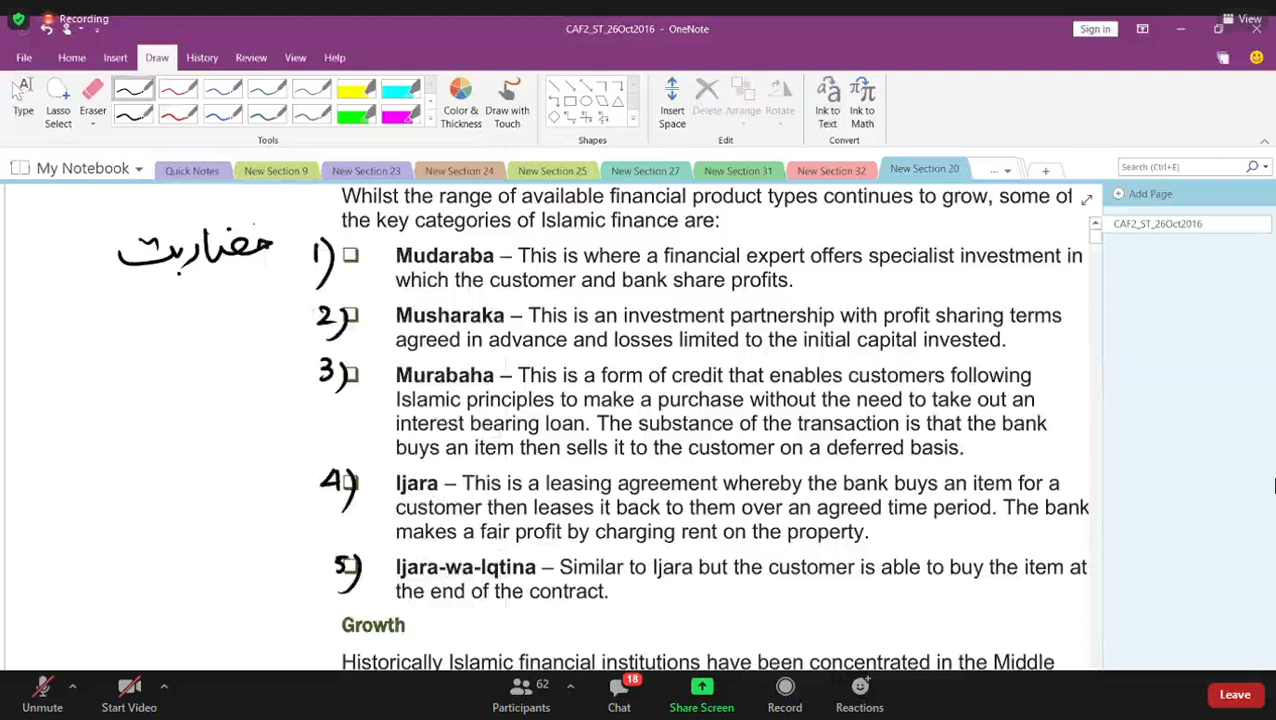 Recording
View
CAF2_ST_26Oct2016 - OneNote
Sign in
File Home Insert Draw History Review View Help
Type
Lasso Select
Eraser
Color & Thickness
Draw with Touch
Insert Space
Delete
Arrange
Rotate
Ink to Text
Ink to Math
Tools
Shapes
Edit
Convert
My Notebook
Quick Notes
New Section 9
New Section 23
New Section 24
New Section 25
New Section 27
New Section 31
New Section 32
New Section 20
...
Search (Ctrl+E)
Add Page
CAF2_ST_26Oct2016
Whilst the range of available financial product types continues to grow, some of
the key categories of Islamic finance are:
مضاربت
1) Mudaraba – This is where a financial expert offers specialist investment in
which the customer and bank share profits.
2) Musharaka – This is an investment partnership with profit sharing terms
agreed in advance and losses limited to the initial capital invested.
3) Murabaha – This is a form of credit that enables customers following
Islamic principles to make a purchase without the need to take out an
interest bearing loan. The substance of the transaction is that the bank
buys an item then sells it to the customer on a deferred basis.
4) Ijara – This is a leasing agreement whereby the bank buys an item for a
customer then leases it back to them over an agreed time period. The bank
makes a fair profit by charging rent on the property.
5) Ijara-wa-Iqtina – Similar to Ijara but the customer is able to buy the item at
the end of the contract.
Growth
Historically Islamic financial institutions have been concentrated in the Middle
Unmute
Start Video
62
Participants
18
Chat
Share Screen
Record
Reactions
Leave